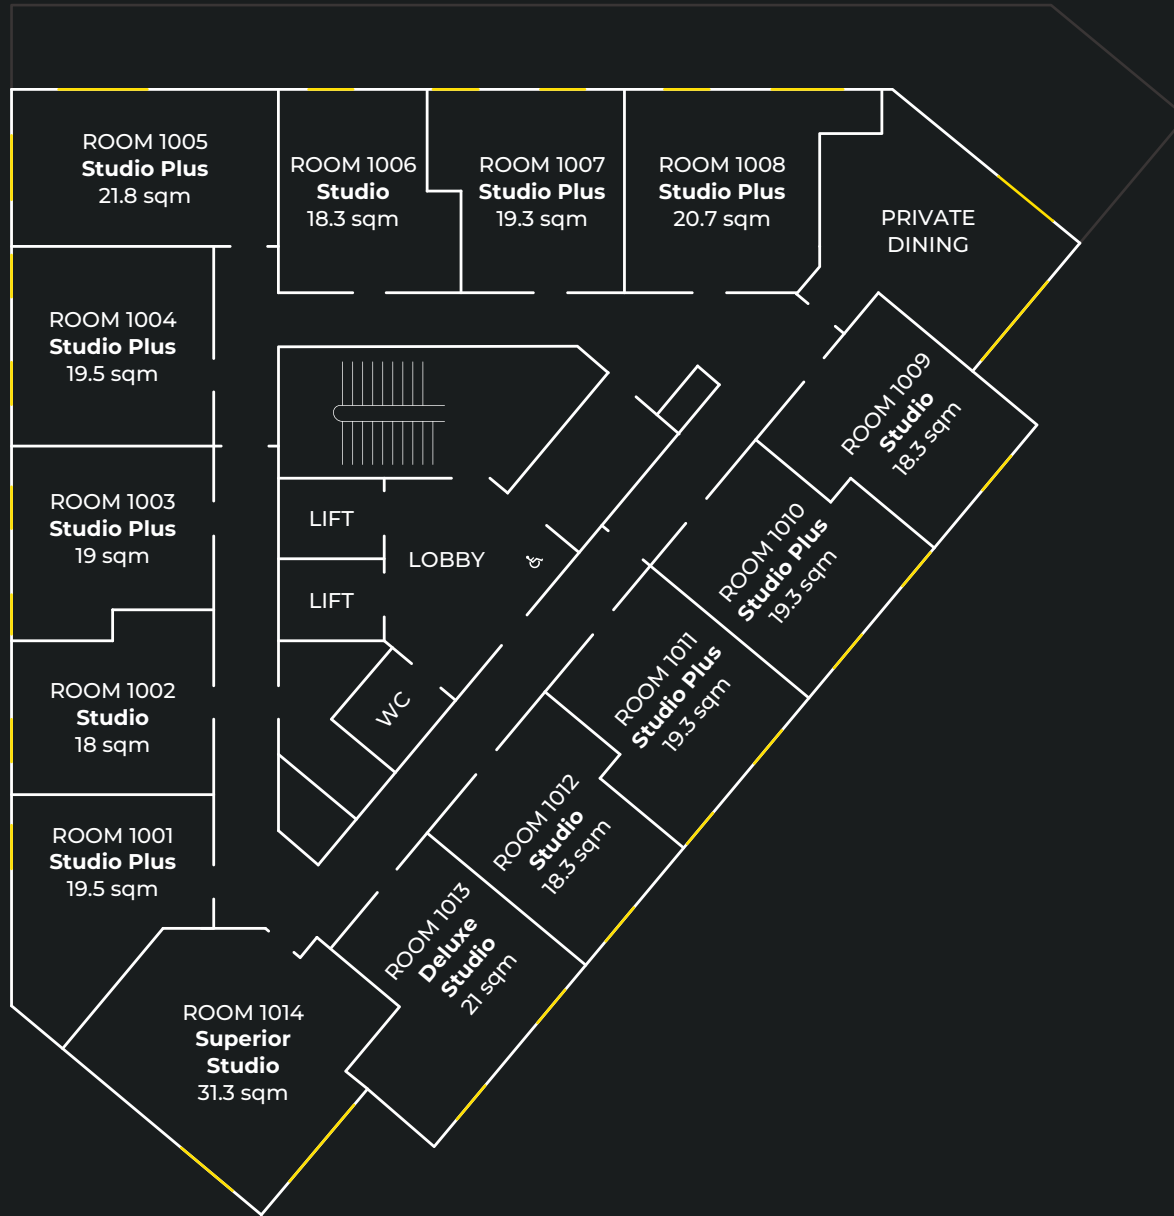 ROOM 1005
Studio Plus
21.8 sqm
ROOM 1006
Studio
18.3 sqm
ROOM 1007
Studio Plus
19.3 sqm
ROOM 1008
Studio Plus
20.7 sqm
PRIVATE
DINING
ROOM 1004
Studio Plus
19.5 sqm
ROOM 1009
Studio
18.3 sqm
ROOM 1003
Studio Plus
19 sqm
LIFT
LOBBY
LIFT
ROOM 1010
Studio Plus
19.3 sqm
ROOM 1011
Studio Plus
19.3 sqm
ROOM 1002
Studio
18 sqm
WC
ROOM 1012
Studio
18.3 sqm
ROOM 1001
Studio Plus
19.5 sqm
ROOM 1013
Deluxe
Studio
21 sqm
ROOM 1014
Superior
Studio
31.3 sqm